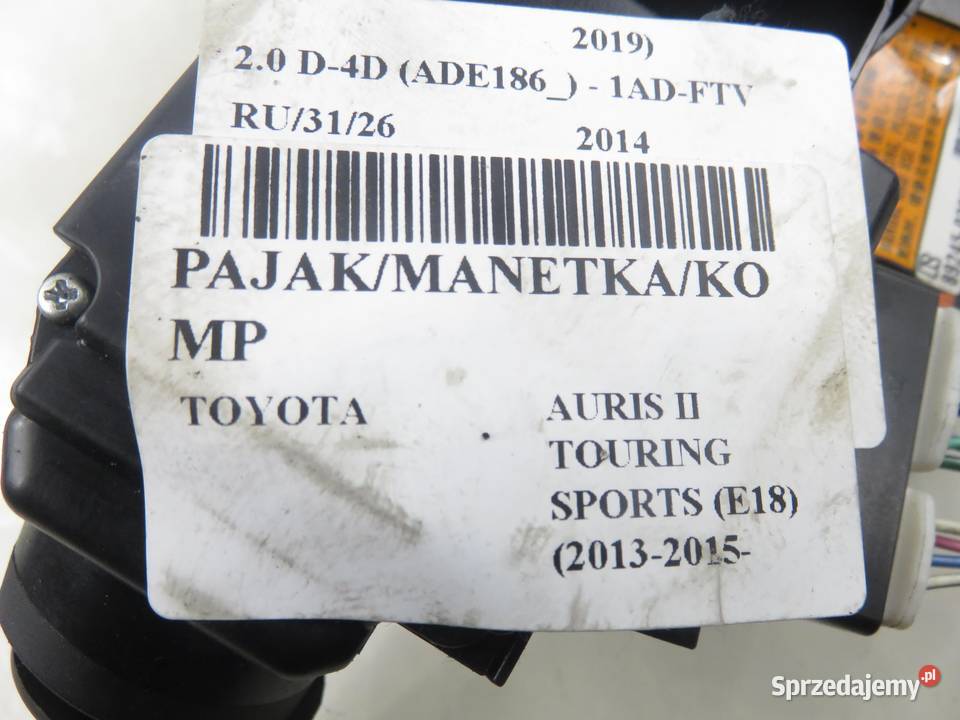 2019)
2.0 D-4D (ADE186_) - 1AD-FTV
RU/31/26 2014
PAJAK/MANETKA/KO
MP
TOYOTA AURIS II
TOURING
SPORTS (E18)
(2013-2015-
Sprzedajemy.pl